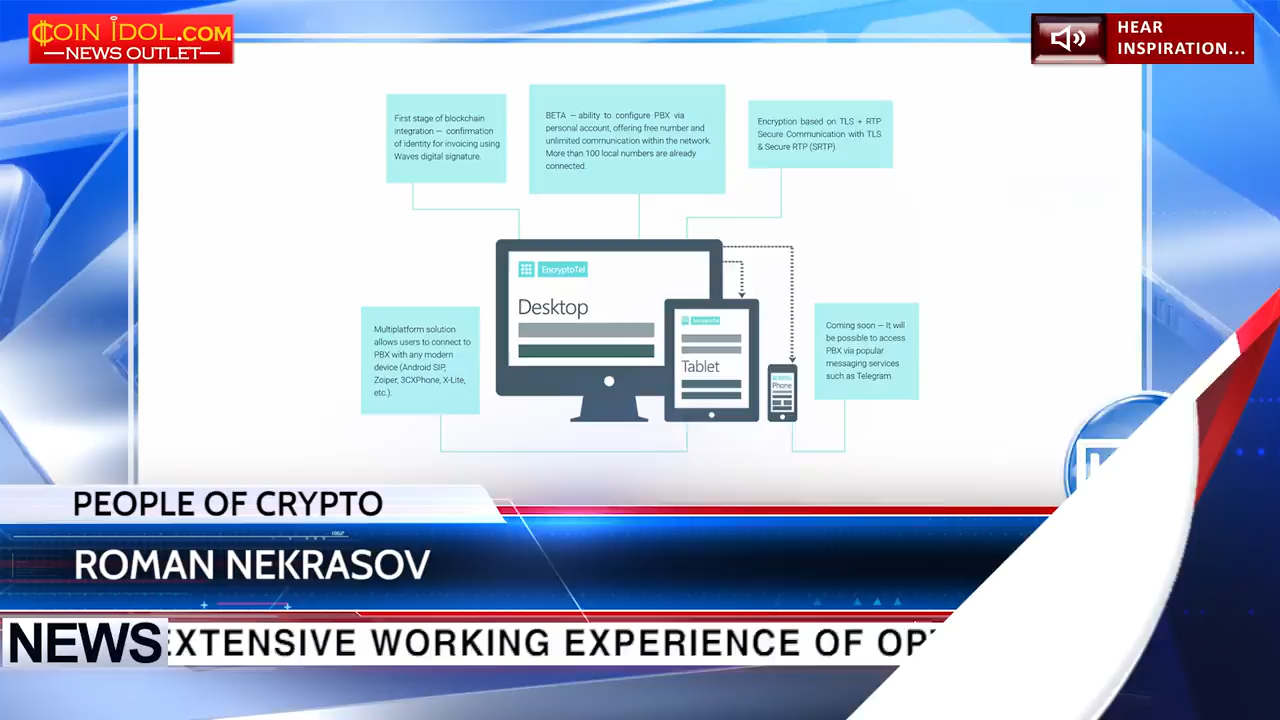 COIN IDOL.COM
NEWS OUTLET
HEAR
INSPIRATION...
First stage of blockchain
integration — confirmation
of identity for invoicing using
Waves digital signature.
BETA — ability to configure PBX via
personal account, offering free number and
unlimited communication within the network.
More than 100 local numbers are already
connected.
Encryption based on TLS + RTP
Secure Communication with TLS
& Secure RTP (SRTP).
EncryptoTel
Desktop
EncryptoTel
Tablet
Phone
Multiplatform solution
allows users to connect to
PBX with any modern
device (Android SIP,
Zoiper, 3CXPhone, X-Lite,
etc.).
Coming soon — It will
be possible to access
PBX via popular
messaging services
such as Telegram.
PEOPLE OF CRYPTO
ROMAN NEKRASOV
NEWS
EXTENSIVE WORKING EXPERIENCE OF OP